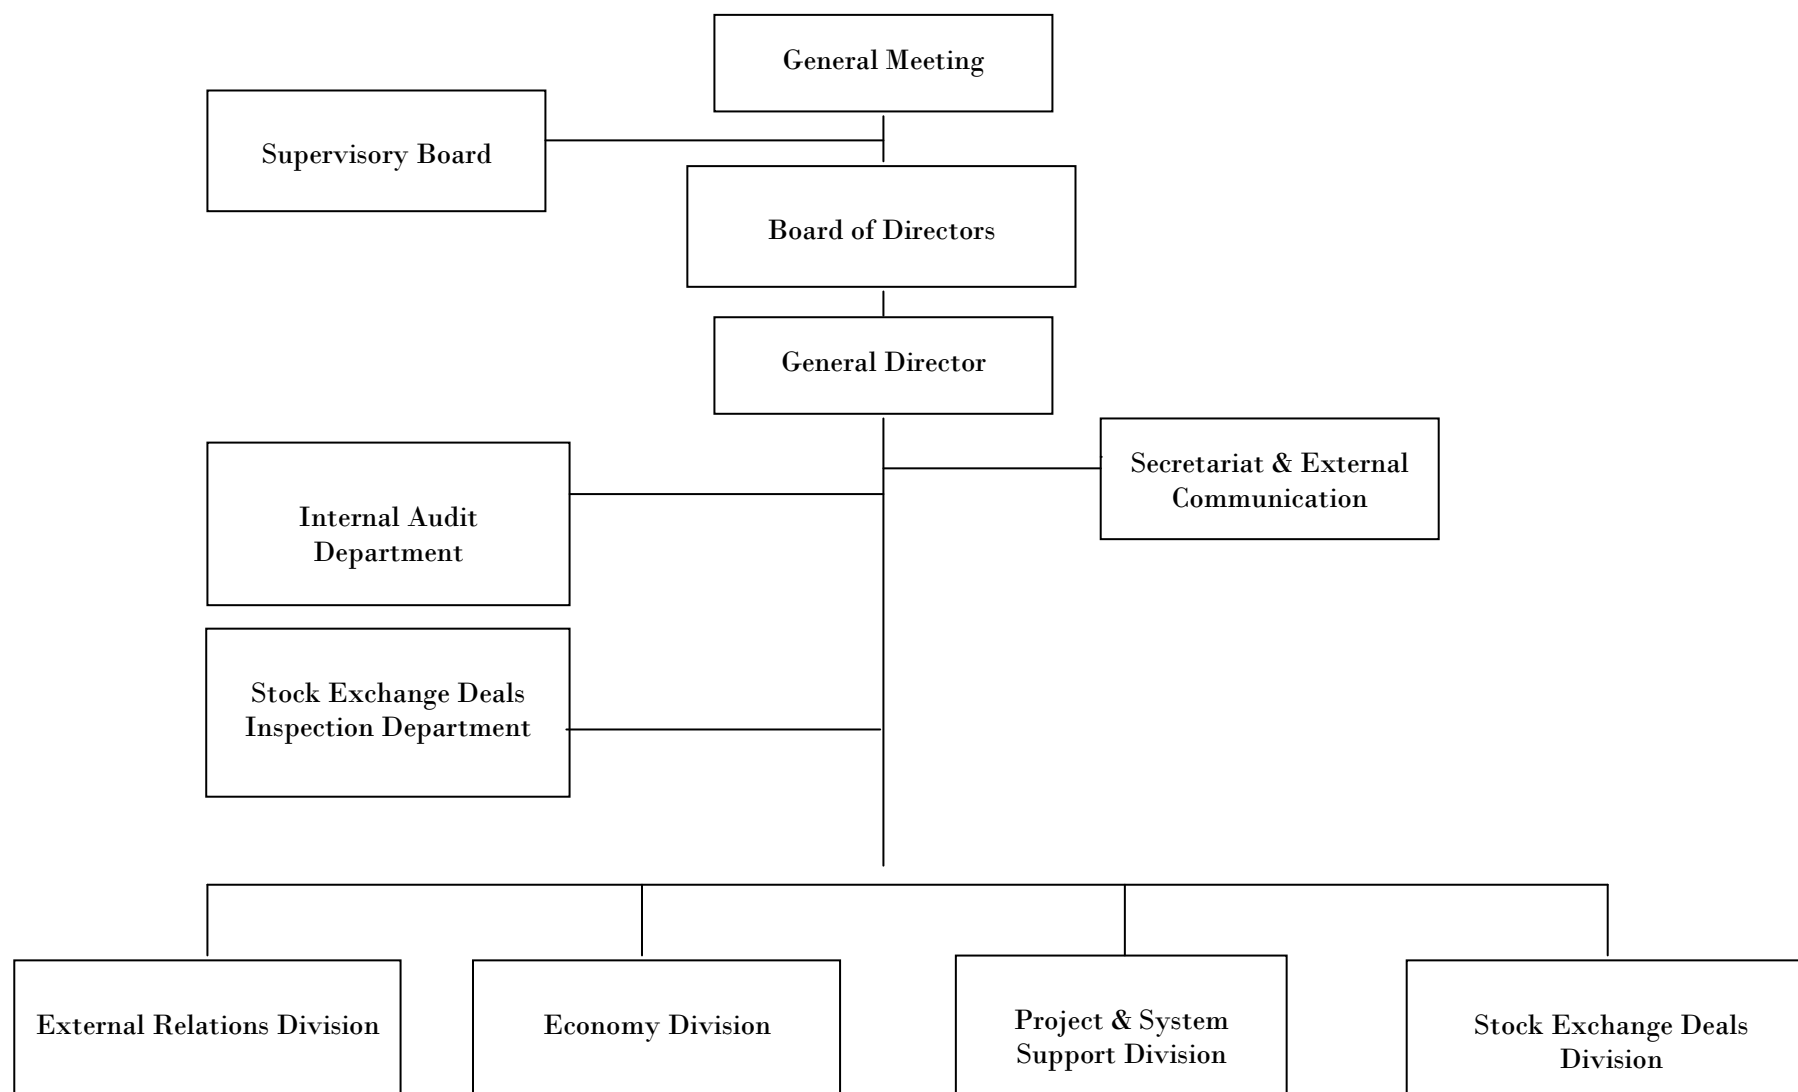 General Meeting
Supervisory Board
Board of Directors
General Director
Secretariat & External
Communication
Internal Audit
Department
Stock Exchange Deals
Inspection Department
External Relations Division
Economy Division
Project & System
Support Division
Stock Exchange Deals
Division